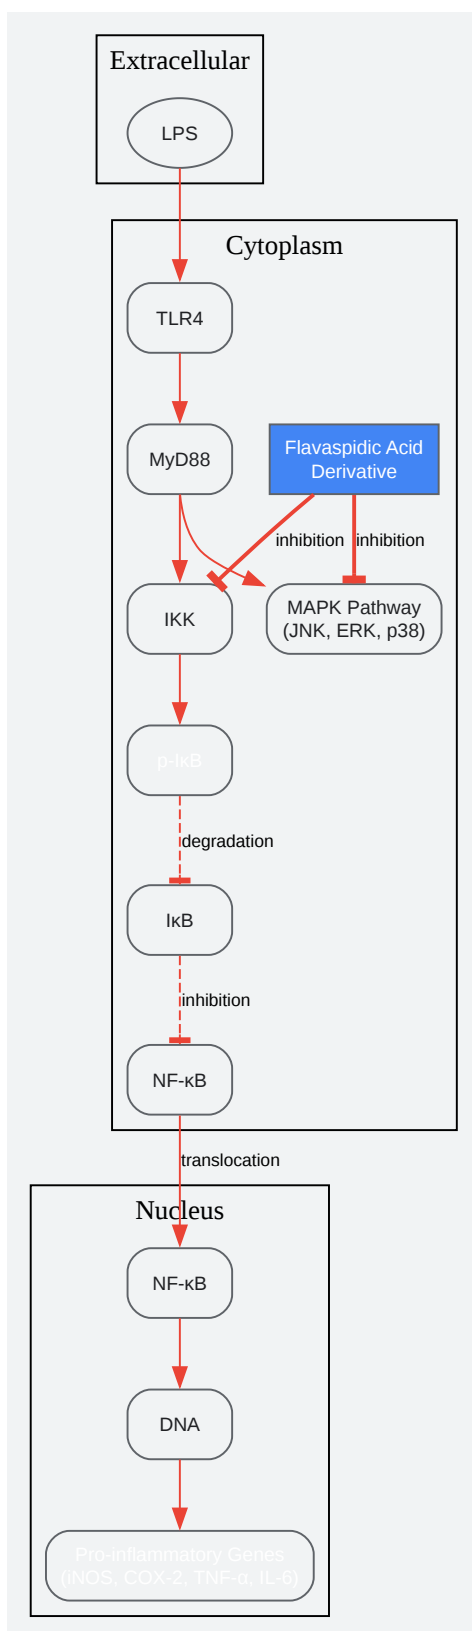 Extracellular
LPS
Cytoplasm
TLR4
MyD88
Flavaspidic Acid
Derivative
inhibition
inhibition
IKK
MAPK Pathway
(JNK, ERK, p38)
p-IκB
degradation
IκB
inhibition
NF-κB
translocation
Nucleus
NF-κB
DNA
Pro-inflammatory Genes
(iNOS, COX-2, TNF-α, IL-6)